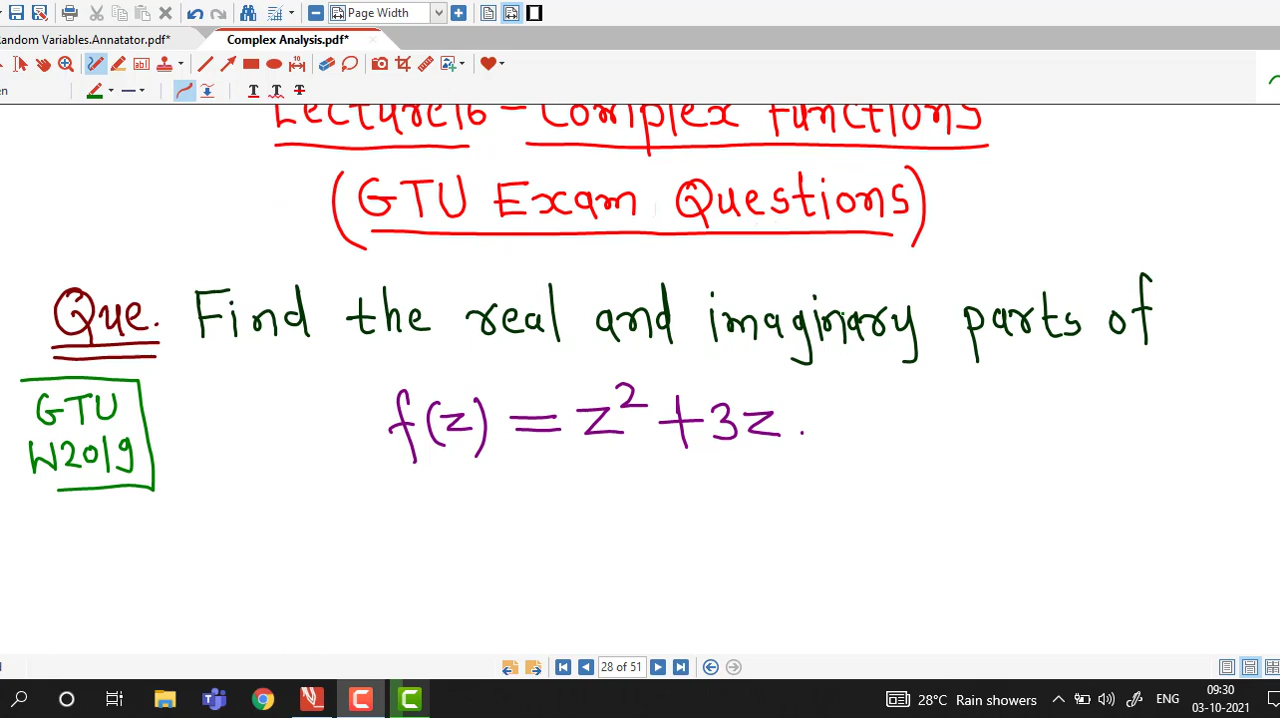 Page Width
Random Variables.Annatator.pdf*
Complex Analysis.pdf*
Lecture16 - Complex Functions
(GTU Exam Questions)
Que. Find the real and imaginary parts of
f(z) = z² + 3z.
GTU
W2019
28 of 51
28°C Rain showers
ENG
09:30
03-10-2021